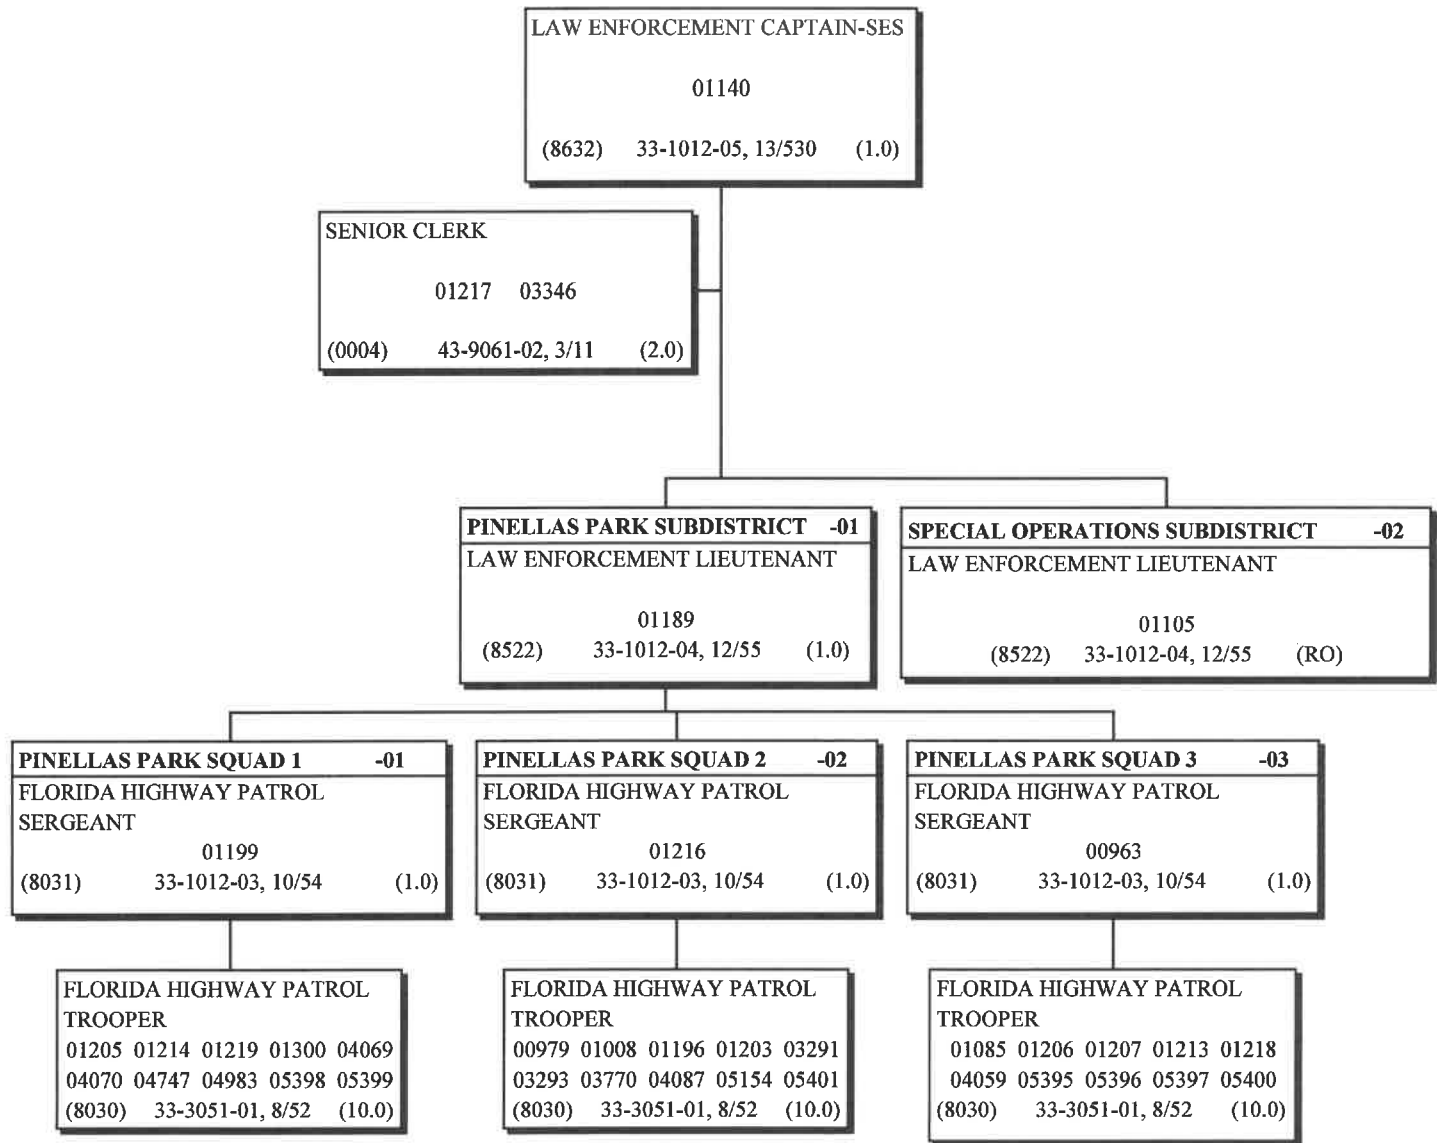 LAW ENFORCEMENT CAPTAIN-SES
01140
(8632) 33-1012-05, 13/530 (1.0)
SENIOR CLERK
01217 03346
(0004) 43-9061-02, 3/11 (2.0)
PINELLAS PARK SUBDISTRICT -01
LAW ENFORCEMENT LIEUTENANT
01189
(8522) 33-1012-04, 12/55 (1.0)
SPECIAL OPERATIONS SUBDISTRICT -02
LAW ENFORCEMENT LIEUTENANT
01105
(8522) 33-1012-04, 12/55 (RO)
PINELLAS PARK SQUAD 1 -01
FLORIDA HIGHWAY PATROL
SERGEANT
01199
(8031) 33-1012-03, 10/54 (1.0)
PINELLAS PARK SQUAD 2 -02
FLORIDA HIGHWAY PATROL
SERGEANT
01216
(8031) 33-1012-03, 10/54 (1.0)
PINELLAS PARK SQUAD 3 -03
FLORIDA HIGHWAY PATROL
SERGEANT
00963
(8031) 33-1012-03, 10/54 (1.0)
FLORIDA HIGHWAY PATROL
TROOPER
01205 01214 01219 01300 04069
04070 04747 04983 05398 05399
(8030) 33-3051-01, 8/52 (10.0)
FLORIDA HIGHWAY PATROL
TROOPER
00979 01008 01196 01203 03291
03293 03770 04087 05154 05401
(8030) 33-3051-01, 8/52 (10.0)
FLORIDA HIGHWAY PATROL
TROOPER
01085 01206 01207 01213 01218
04059 05395 05396 05397 05400
(8030) 33-3051-01, 8/52 (10.0)